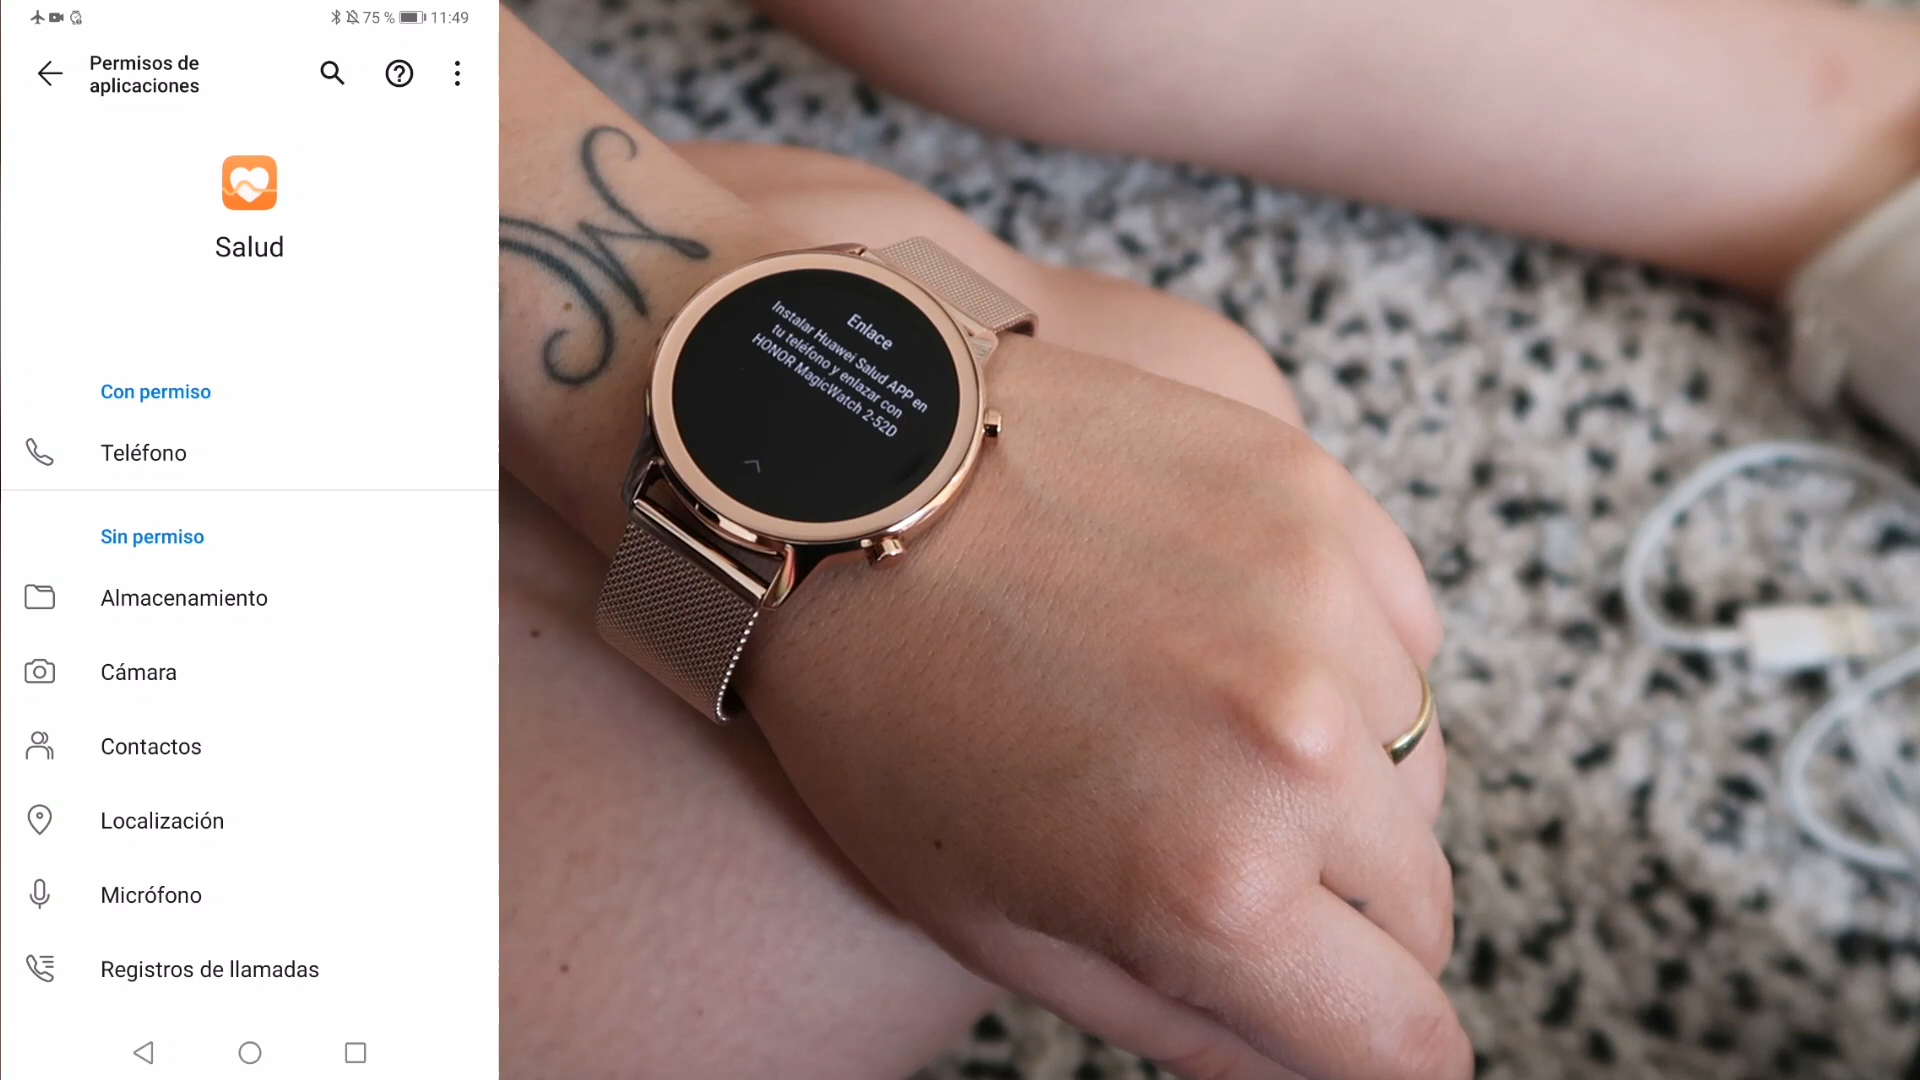 75 % 11:49
Permisos de
aplicaciones
Salud
Con permiso
Teléfono
Sin permiso
Almacenamiento
Cámara
Contactos
Localización
Micrófono
Registros de llamadas
Enlace
Instalar Huawei Salud APP en
tu teléfono y enlazar con
HONOR MagicWatch 2-52D